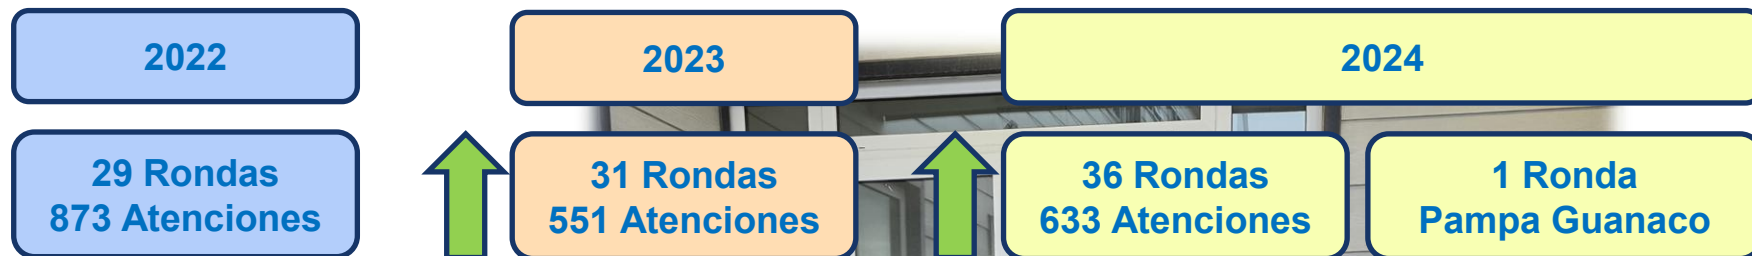 2022
2023
2024
29 Rondas
873 Atenciones
31 Rondas
551 Atenciones
36 Rondas
633 Atenciones
1 Ronda
Pampa Guanaco